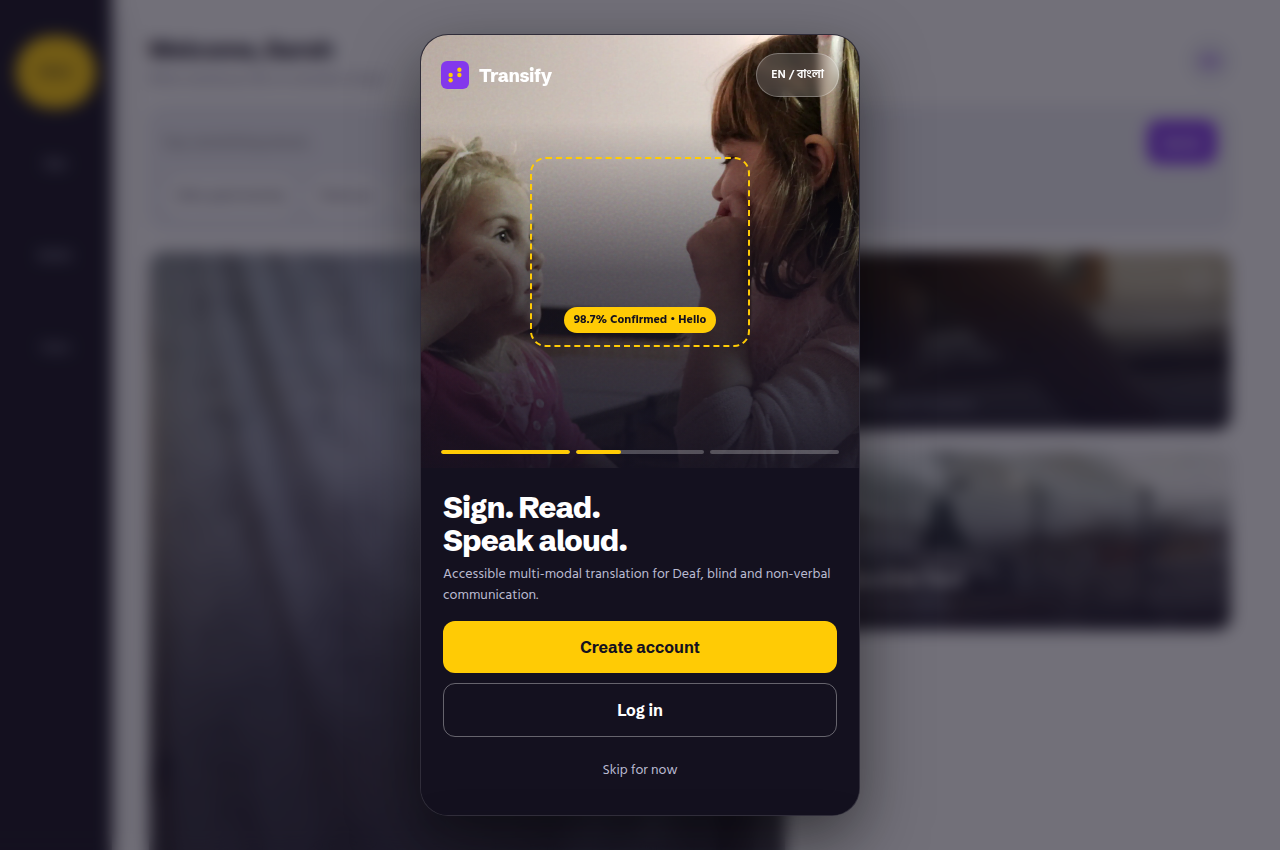 Transify
EN / বাংলা
98.7% Confirmed • Hello
Sign. Read.
Speak aloud.
Accessible multi-modal translation for Deaf, blind and non-verbal
communication.
Create account
Log in
Skip for now